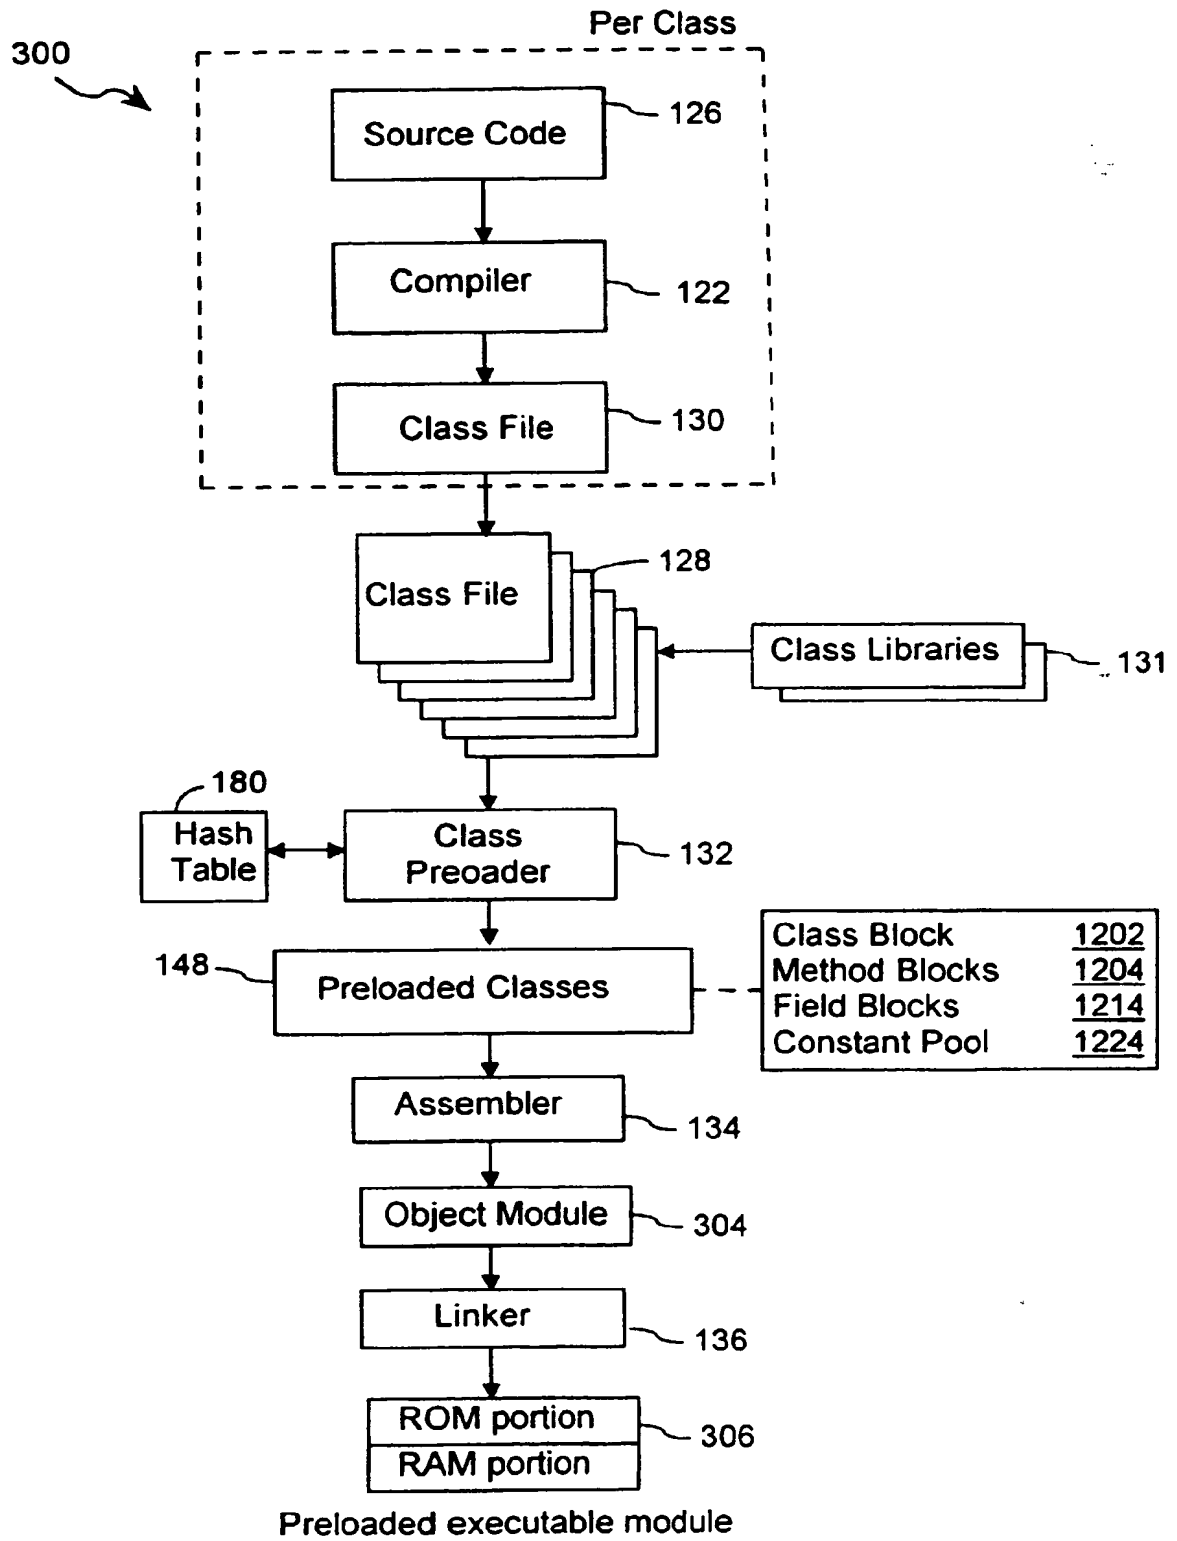 Per Class
300
Source Code
126
Compiler
122
Class File
130
Class File
128
Class Libraries
131
180
Hash
Table
Class
Preoader
132
148
Preloaded Classes
Class Block 1202
Method Blocks 1204
Field Blocks 1214
Constant Pool 1224
Assembler
134
Object Module
304
Linker
136
ROM portion
306
RAM portion
Preloaded executable module